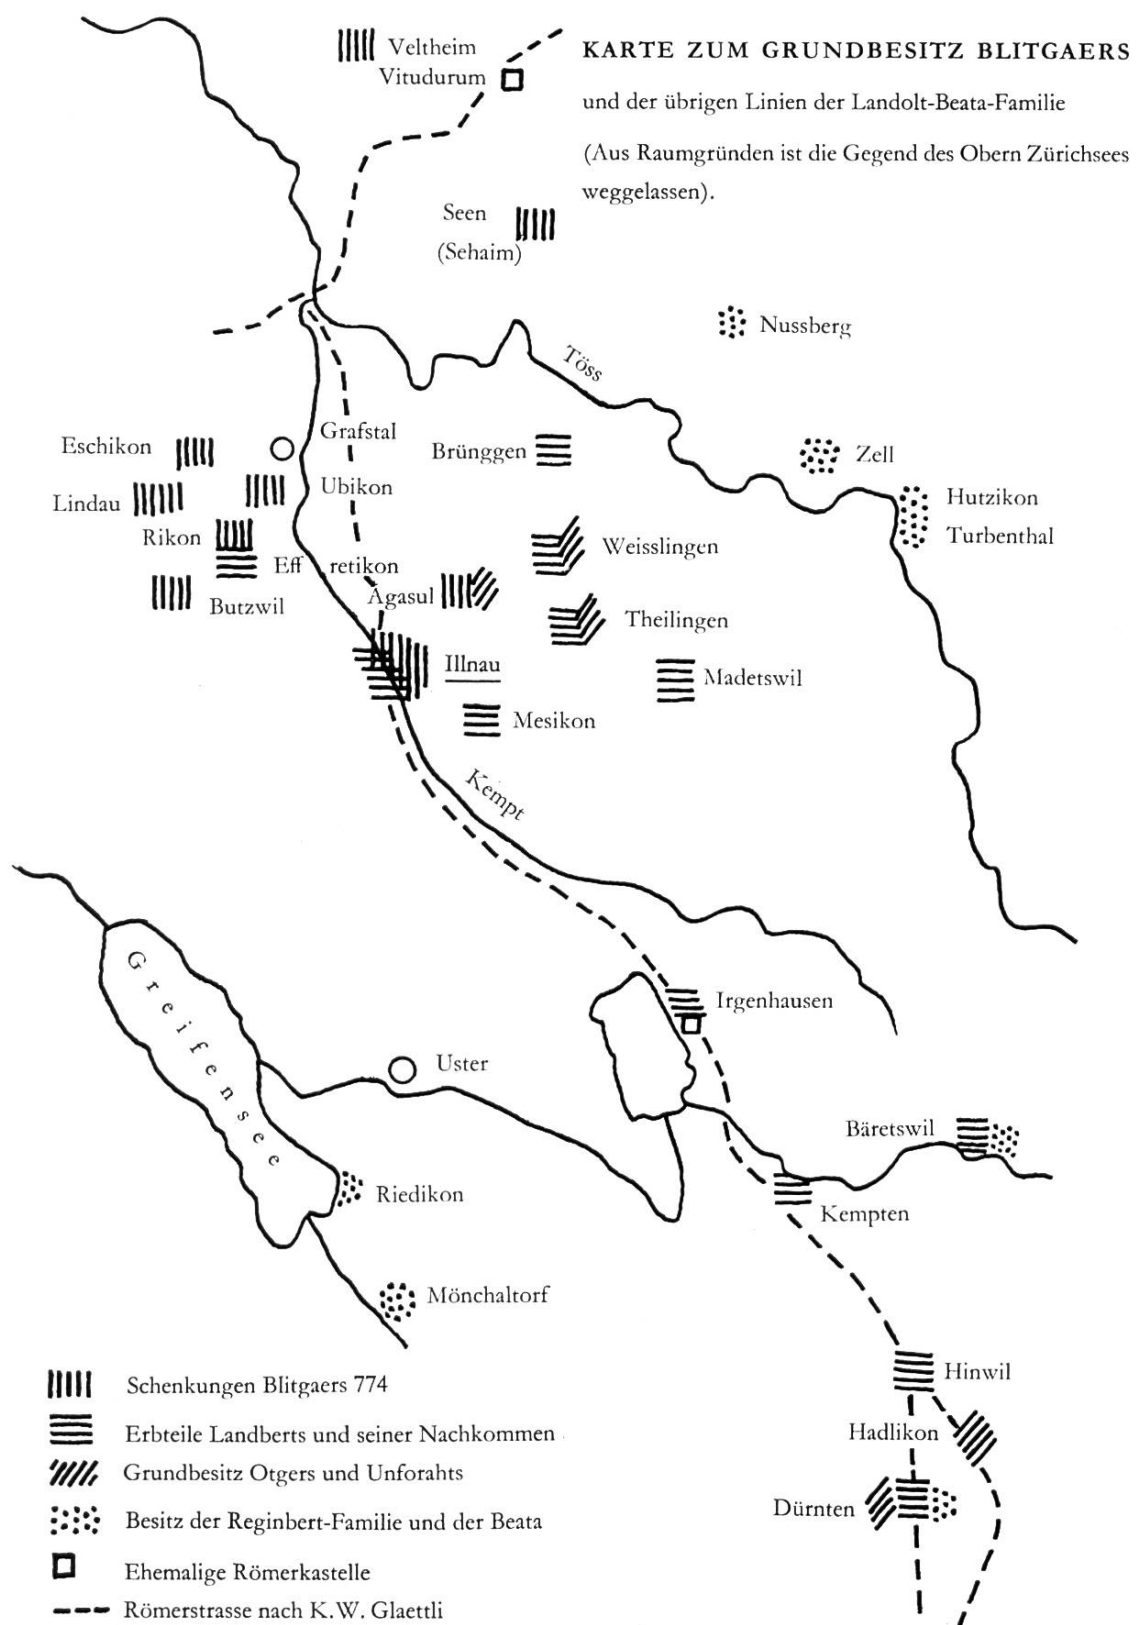 KARTE ZUM GRUNDBESITZ BLITGAERS
und der übrigen Linien der Landolt-Beata-Familie
(Aus Raumgründen ist die Gegend des Obern Zürichsees
weggelassen).
Veltheim
Vitudurum
Seen
(Sehaim)
Nussberg
Töss
Grafstal
Eschikon
Brünggen
Zell
Ubikon
Lindau
Hutzikon
Turbenthal
Rikon
Weisslingen
Effretikon
Agasul
Butzwil
Theilingen
Illnau
Madetswil
Mesikon
Kempt
Greifensee
Irgenhausen
Uster
Bäretswil
Riedikon
Kempten
Mönchaltorf
Hinwil
Hadlikon
Dürnten
Schenkungen Blitgaers 774
Erbteile Landberts und seiner Nachkommen
Grundbesitz Otgers und Unforahts
Besitz der Reginbert-Familie und der Beata
Ehemalige Römerkastelle
Römerstrasse nach K.W. Glaettli